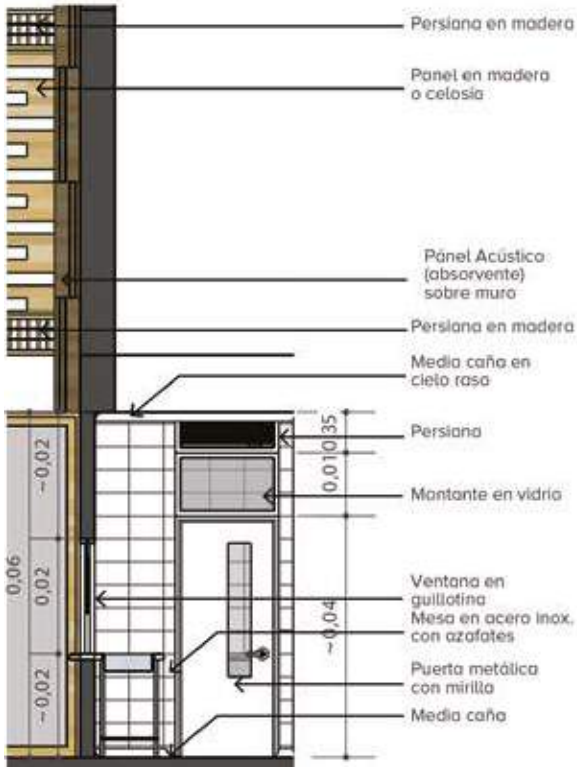 Persiana en madera
Panel en madera
o celosía
Pánel Acústico
(absorvente)
sobre muro
Persiana en madera
Media caña en
cielo raso
Persiana
Montante en vidrio
Ventana en
guillotina
Mesa en acero inox.
con azafates
Puerta metálica
con mirilla
Media caña
0,06
~0,02
0,02
~0,02
0,35
0,01
~0,04